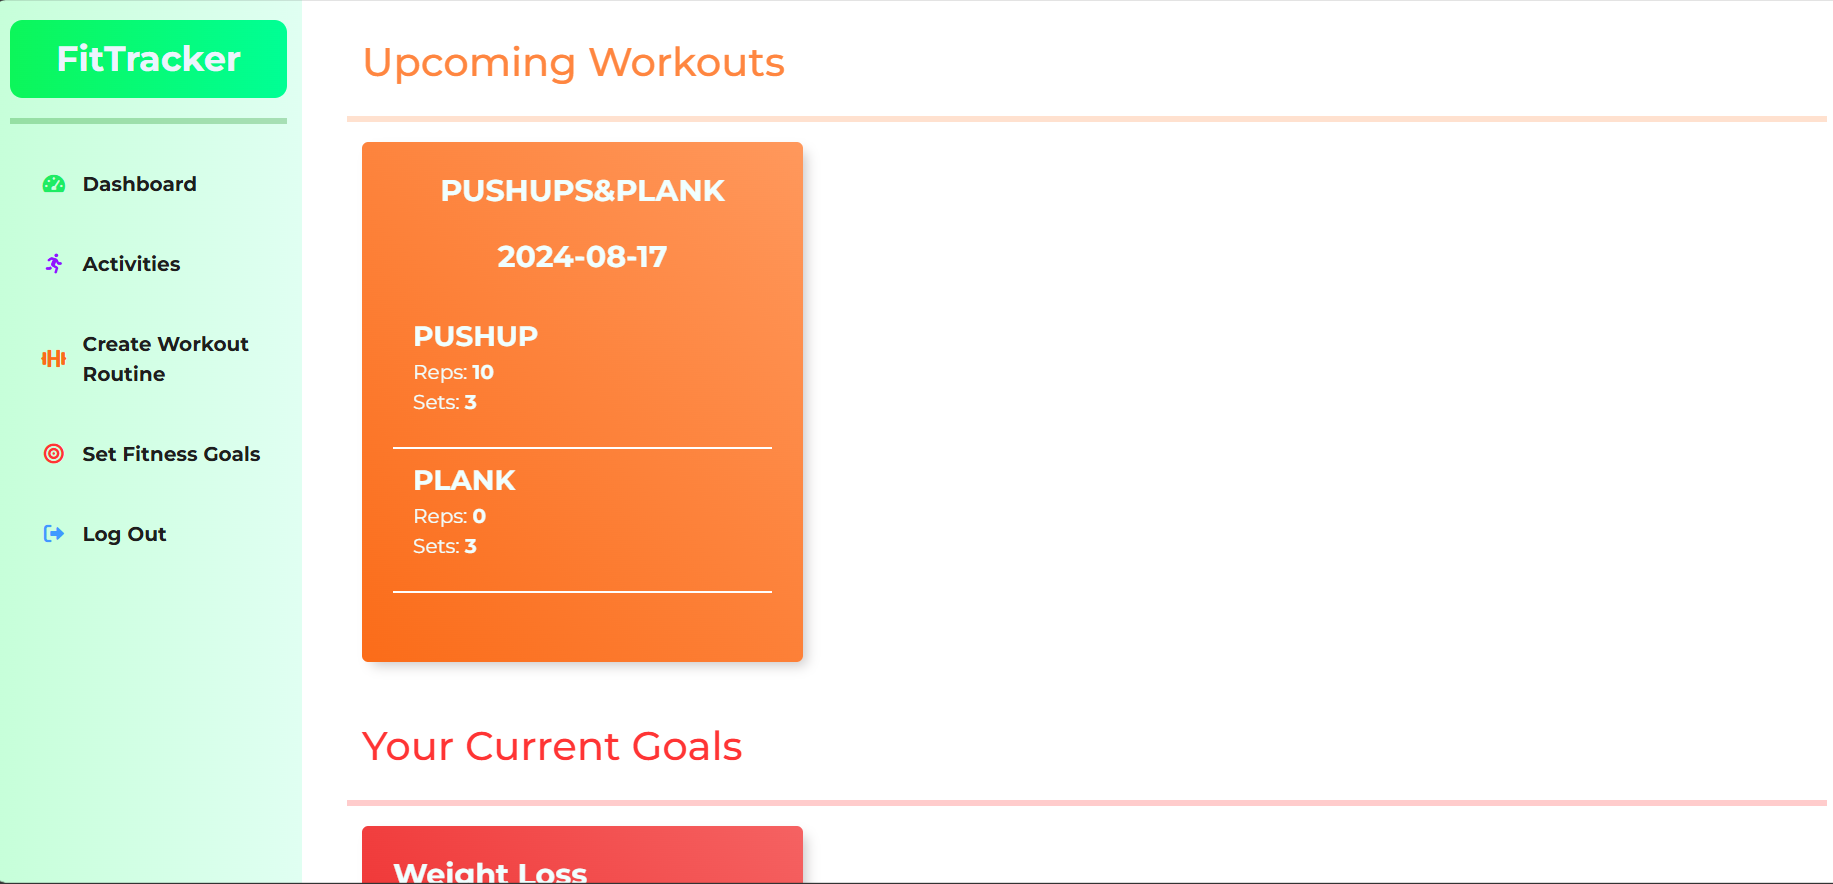 FitTracker
Dashboard
Activities
Create Workout
Routine
Set Fitness Goals
Log Out
Upcoming Workouts
PUSHUPS&PLANK
2024-08-17
PUSHUP
Reps: 10
Sets: 3
PLANK
Reps: 0
Sets: 3
Your Current Goals
Weight Loss